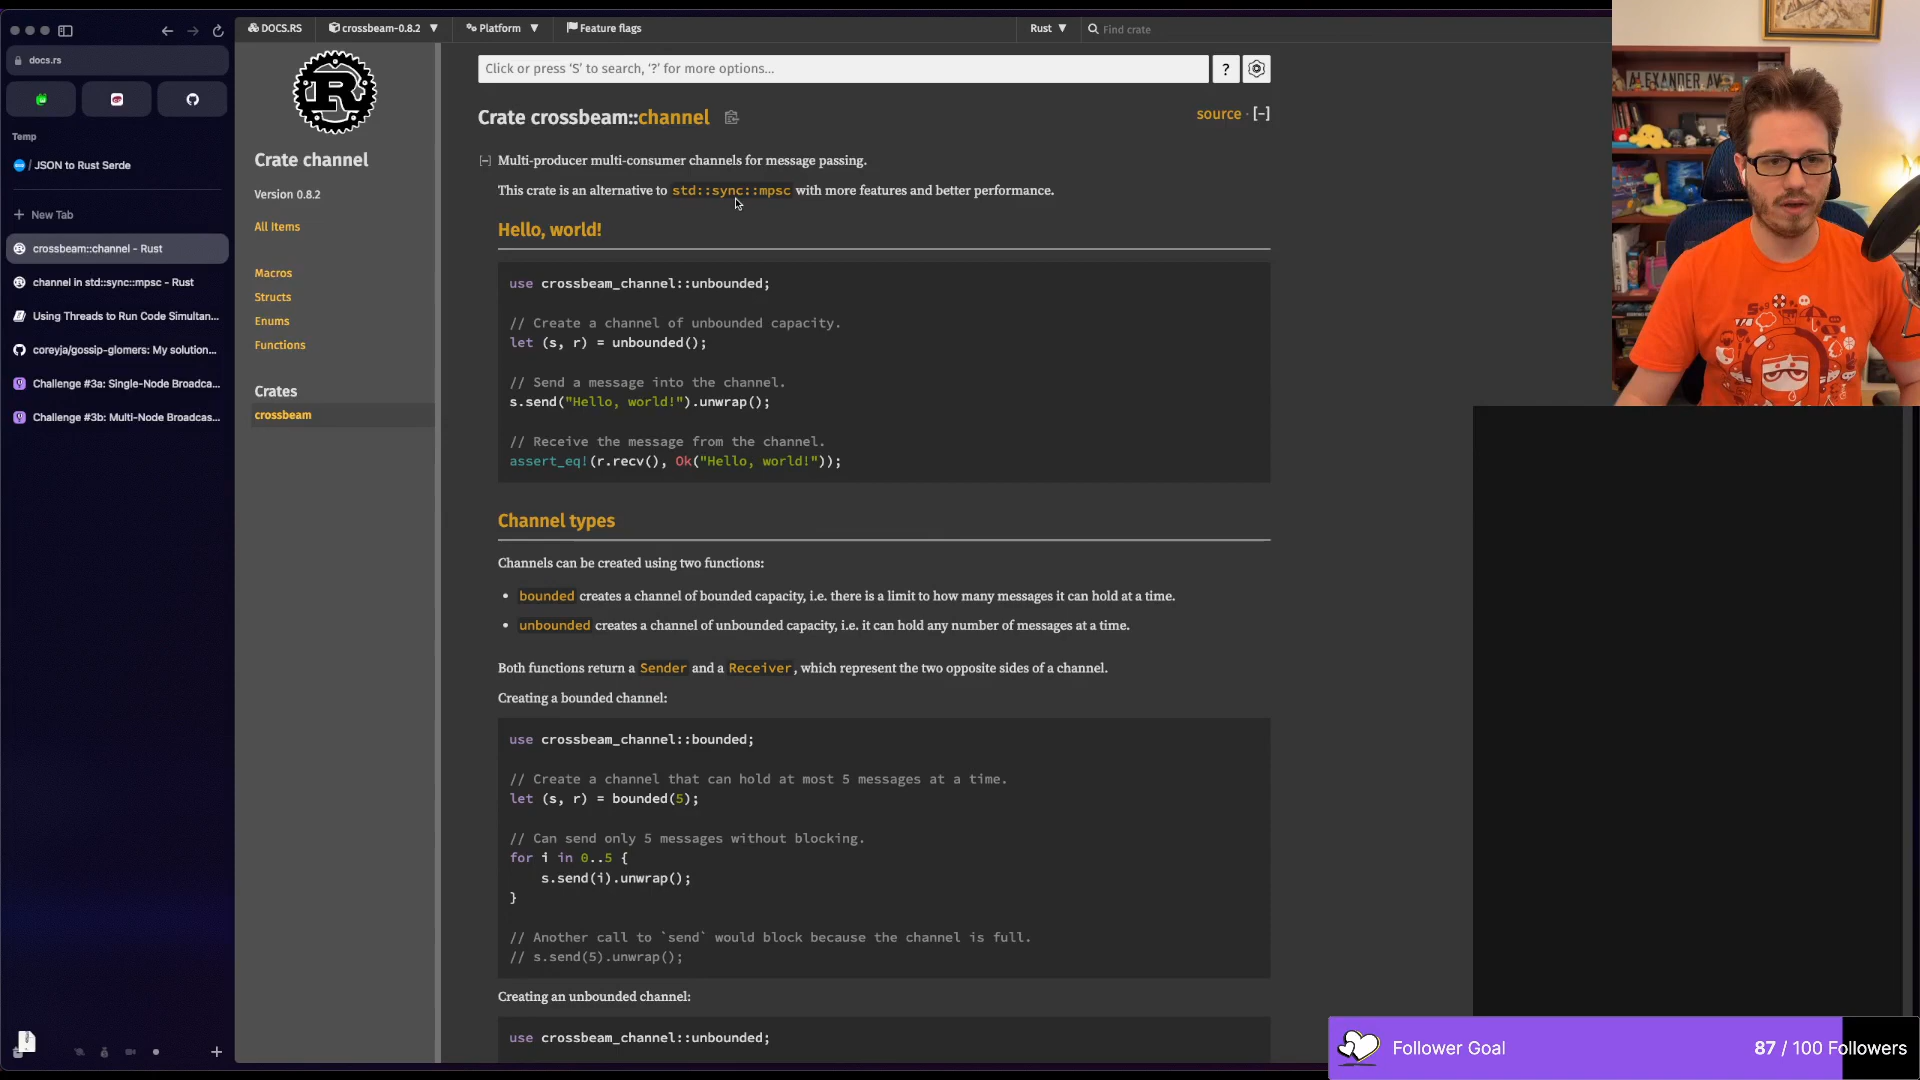 docs.rs
Temp
/ JSON to Rust Serde
New Tab
crossbeam::channel - Rust
channel in std::sync::mpsc - Rust
Using Threads to Run Code Simultan...
coreyja/gossip-glomers: My solution...
Challenge #3a: Single-Node Broadca...
Challenge #3b: Multi-Node Broadcas...
DOCS.RS
crossbeam-0.8.2
Platform
Feature flags
Rust
Find crate
Crate channel
Version 0.8.2
All Items
Macros
Structs
Enums
Functions
Crates
crossbeam
Click or press ‘S’ to search, ‘?’ for more options...
?
Crate crossbeam::channel
source · [−]
[−] Multi-producer multi-consumer channels for message passing.
This crate is an alternative to std::sync::mpsc with more features and better performance.
Hello, world!
use crossbeam_channel::unbounded;
// Create a channel of unbounded capacity.
let (s, r) = unbounded();
// Send a message into the channel.
s.send("Hello, world!").unwrap();
// Receive the message from the channel.
assert_eq!(r.recv(), Ok("Hello, world!"));
Channel types
Channels can be created using two functions:
• bounded creates a channel of bounded capacity, i.e. there is a limit to how many messages it can hold at a time.
• unbounded creates a channel of unbounded capacity, i.e. it can hold any number of messages at a time.
Both functions return a Sender and a Receiver, which represent the two opposite sides of a channel.
Creating a bounded channel:
use crossbeam_channel::bounded;
// Create a channel that can hold at most 5 messages at a time.
let (s, r) = bounded(5);
// Can send only 5 messages without blocking.
for i in 0..5 {
s.send(i).unwrap();
}
// Another call to `send` would block because the channel is full.
// s.send(5).unwrap();
Creating an unbounded channel:
use crossbeam_channel::unbounded;
ALEXANDER AV
Follower Goal
87 / 100 Followers